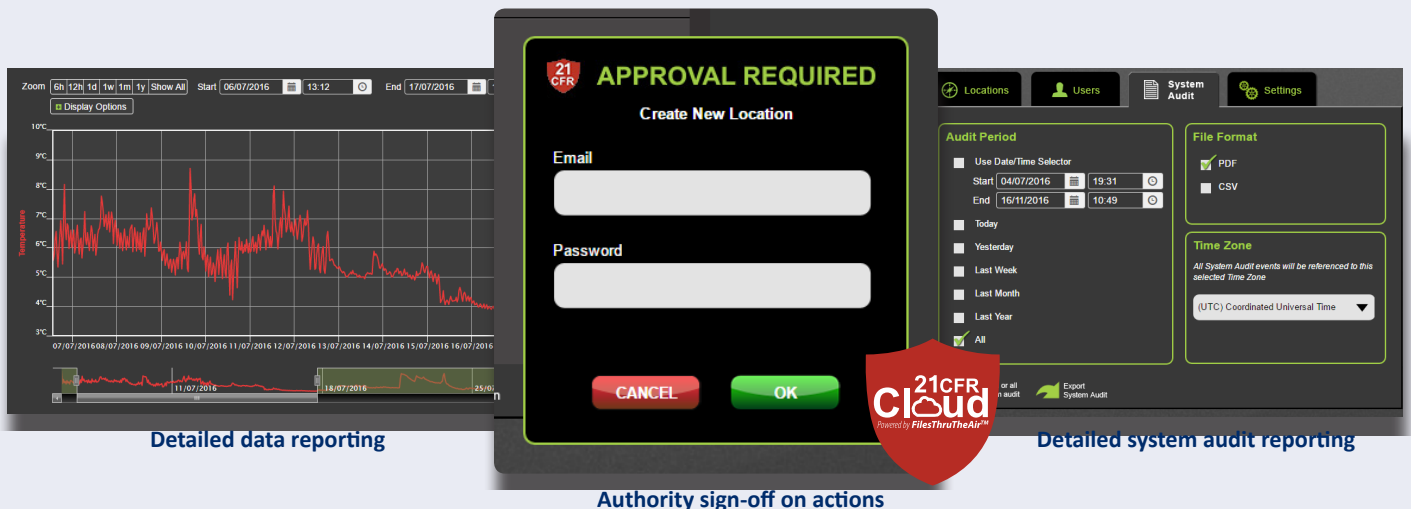 Zoom 6h 12h 1d 1w 1m 1y Show All Start 06/07/2016 13:12 End 17/07/2016
Display Options
10°C
9°C
8°C
7°C
6°C
5°C
4°C
3°C
Temperature
07/07/2016 08/07/2016 09/07/2016 10/07/2016 11/07/2016 12/07/2016 13/07/2016 14/07/2016 15/07/2016 16/07/2016
11/07/2016 18/07/2016 25/07
Detailed data reporting
21
CFR
APPROVAL REQUIRED
Create New Location
Email
Password
CANCEL OK
Authority sign-off on actions
Locations Users System
Audit Settings
Audit Period
Use Date/Time Selector
Start 04/07/2016 19:31
End 16/11/2016 10:49
Today
Yesterday
Last Week
Last Month
Last Year
All
File Format
PDF
CSV
Time Zone
All System Audit events will be referenced to this
selected Time Zone
(UTC) Coordinated Universal Time
or all
audit
Export
System Audit
21CFR
Cloud
Powered by FilesThruTheAir™
Detailed system audit reporting